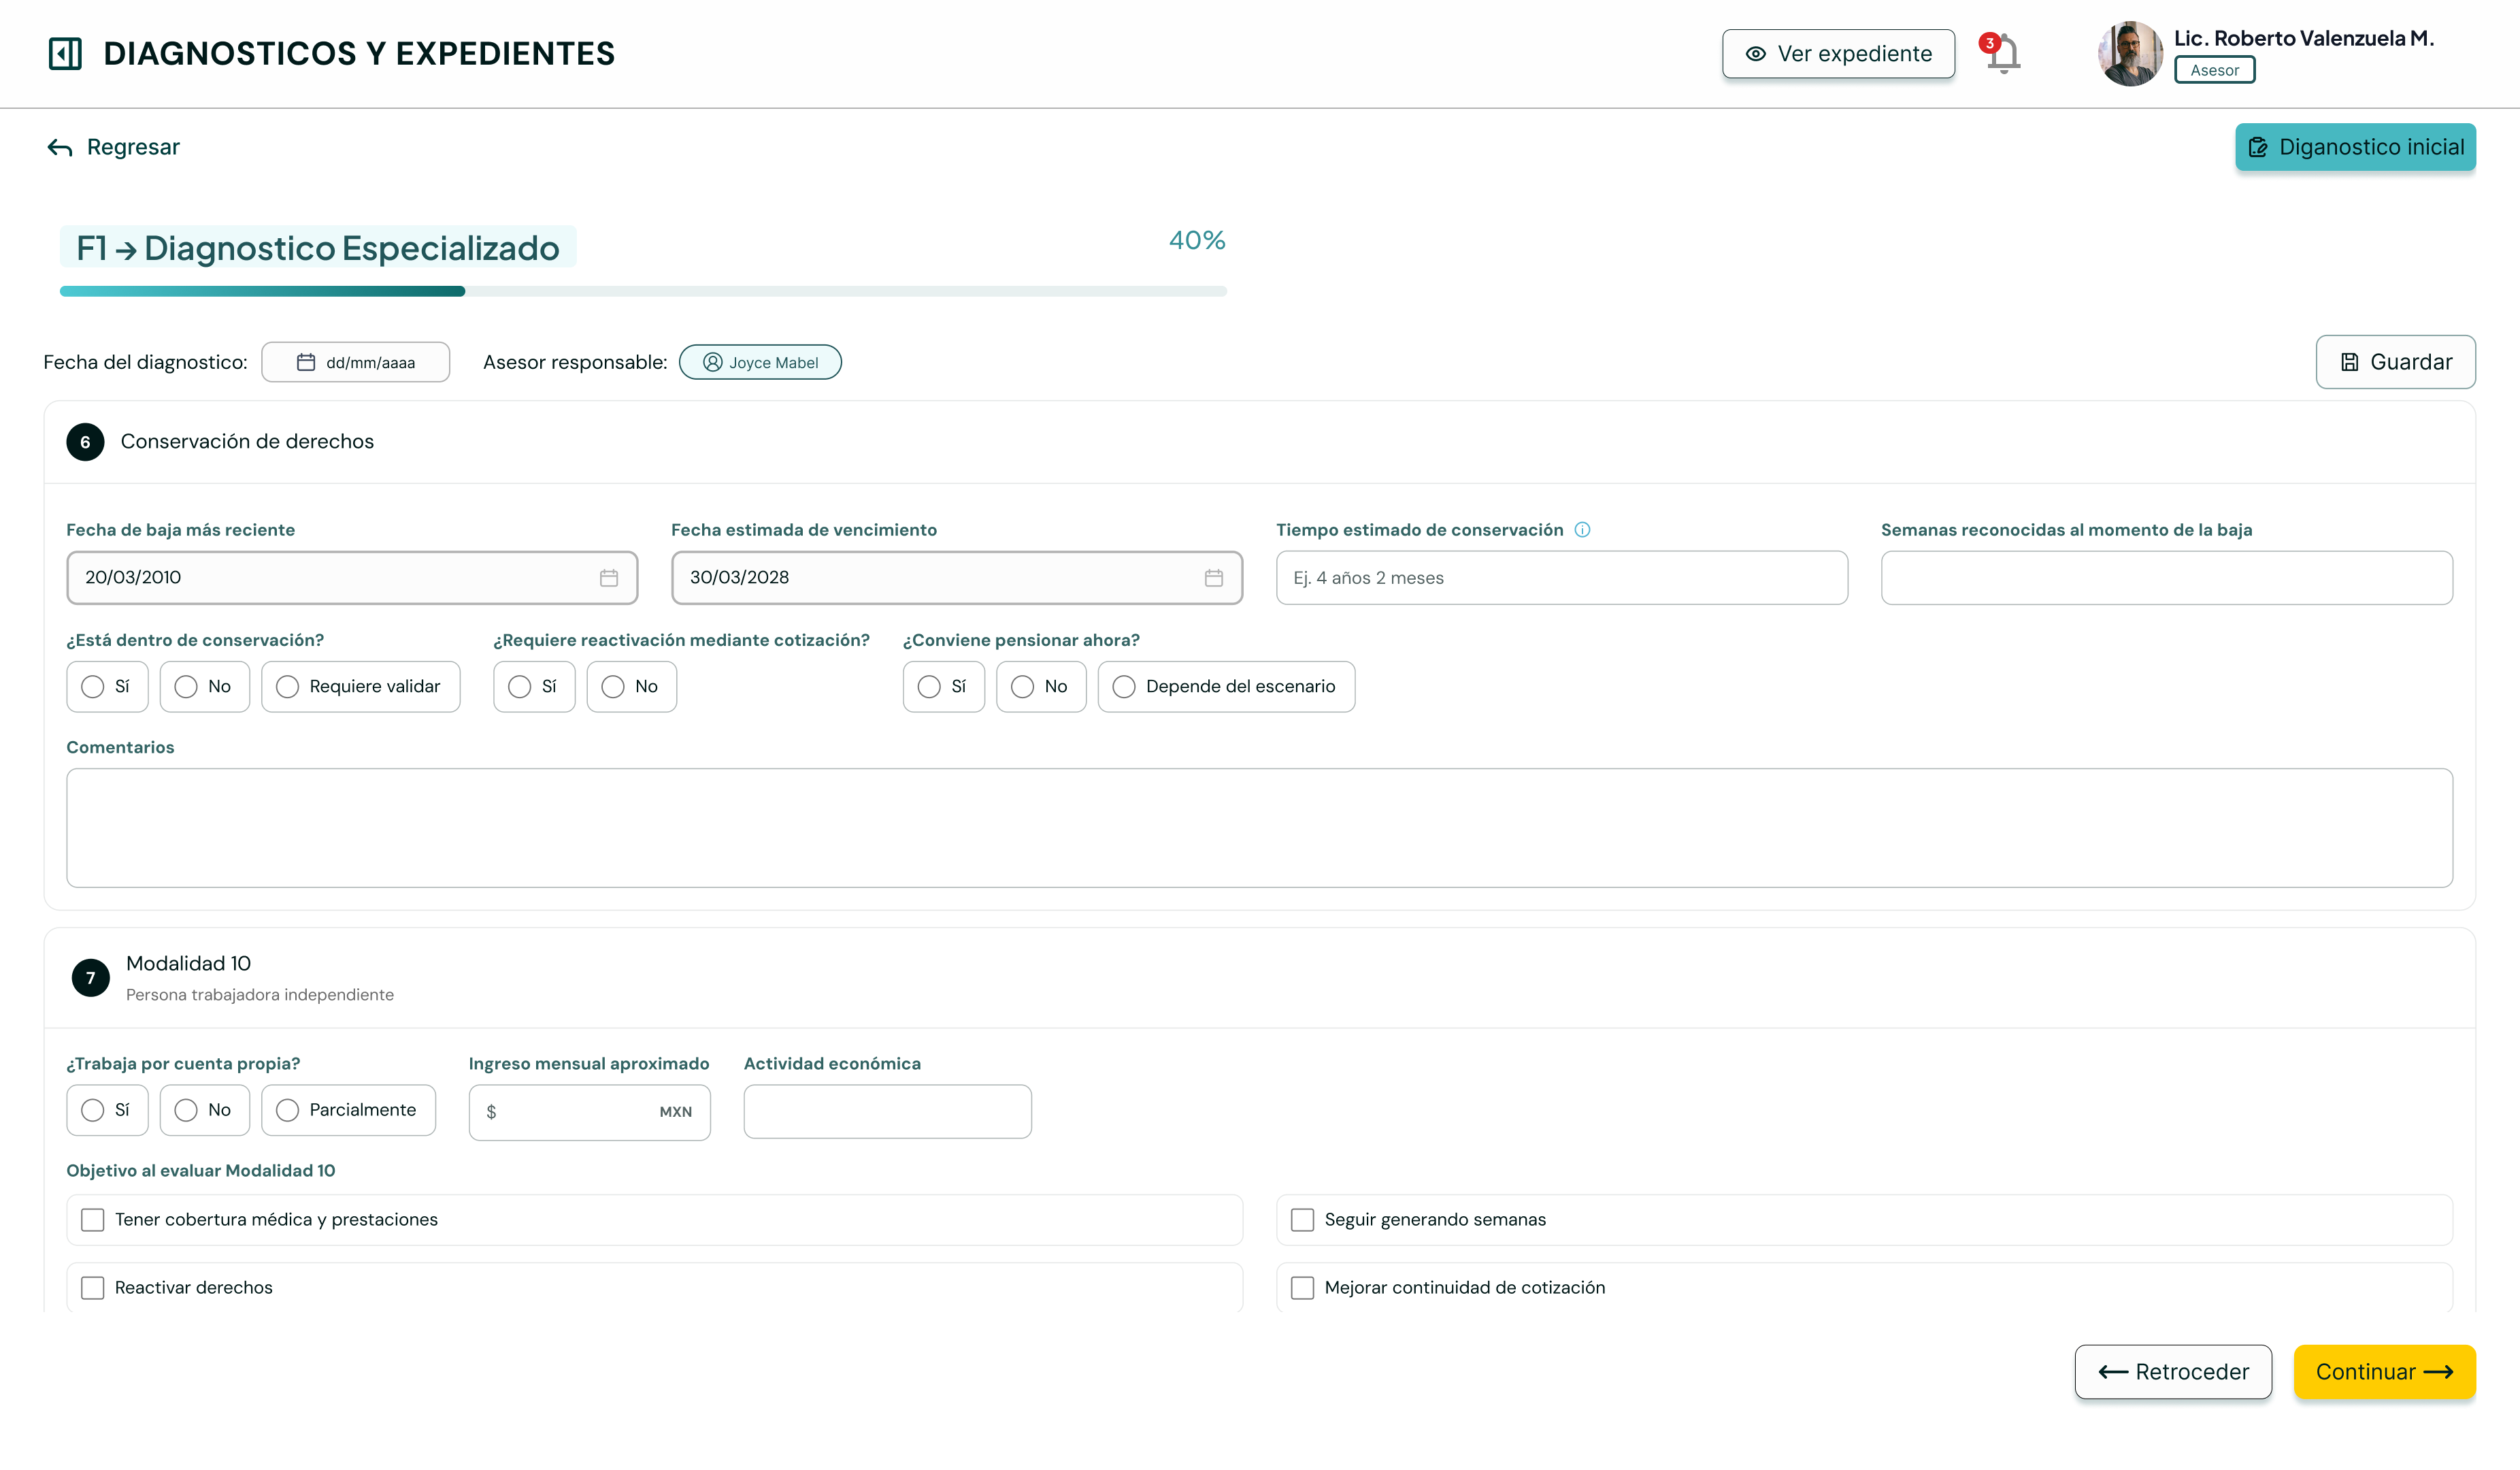 DIAGNOSTICOS Y EXPEDIENTES
Ver expediente
3
Lic. Roberto Valenzuela M.
Asesor
Regresar
Diganostico inicial
F1 → Diagnostico Especializado
40%
Fecha del diagnostico:
dd/mm/aaaa
Asesor responsable:
Joyce Mabel
Guardar
6 Conservación de derechos
Fecha de baja más reciente
Fecha estimada de vencimiento
Tiempo estimado de conservación
Semanas reconocidas al momento de la baja
20/03/2010
30/03/2028
Ej. 4 años 2 meses
¿Está dentro de conservación?
¿Requiere reactivación mediante cotización?
¿Conviene pensionar ahora?
Sí
No
Requiere validar
Sí
No
Sí
No
Depende del escenario
Comentarios
7 Modalidad 10
Persona trabajadora independiente
¿Trabaja por cuenta propia?
Ingreso mensual aproximado
Actividad económica
Sí
No
Parcialmente
$ MXN
Objetivo al evaluar Modalidad 10
Tener cobertura médica y prestaciones
Seguir generando semanas
Reactivar derechos
Mejorar continuidad de cotización
← Retroceder
Continuar →